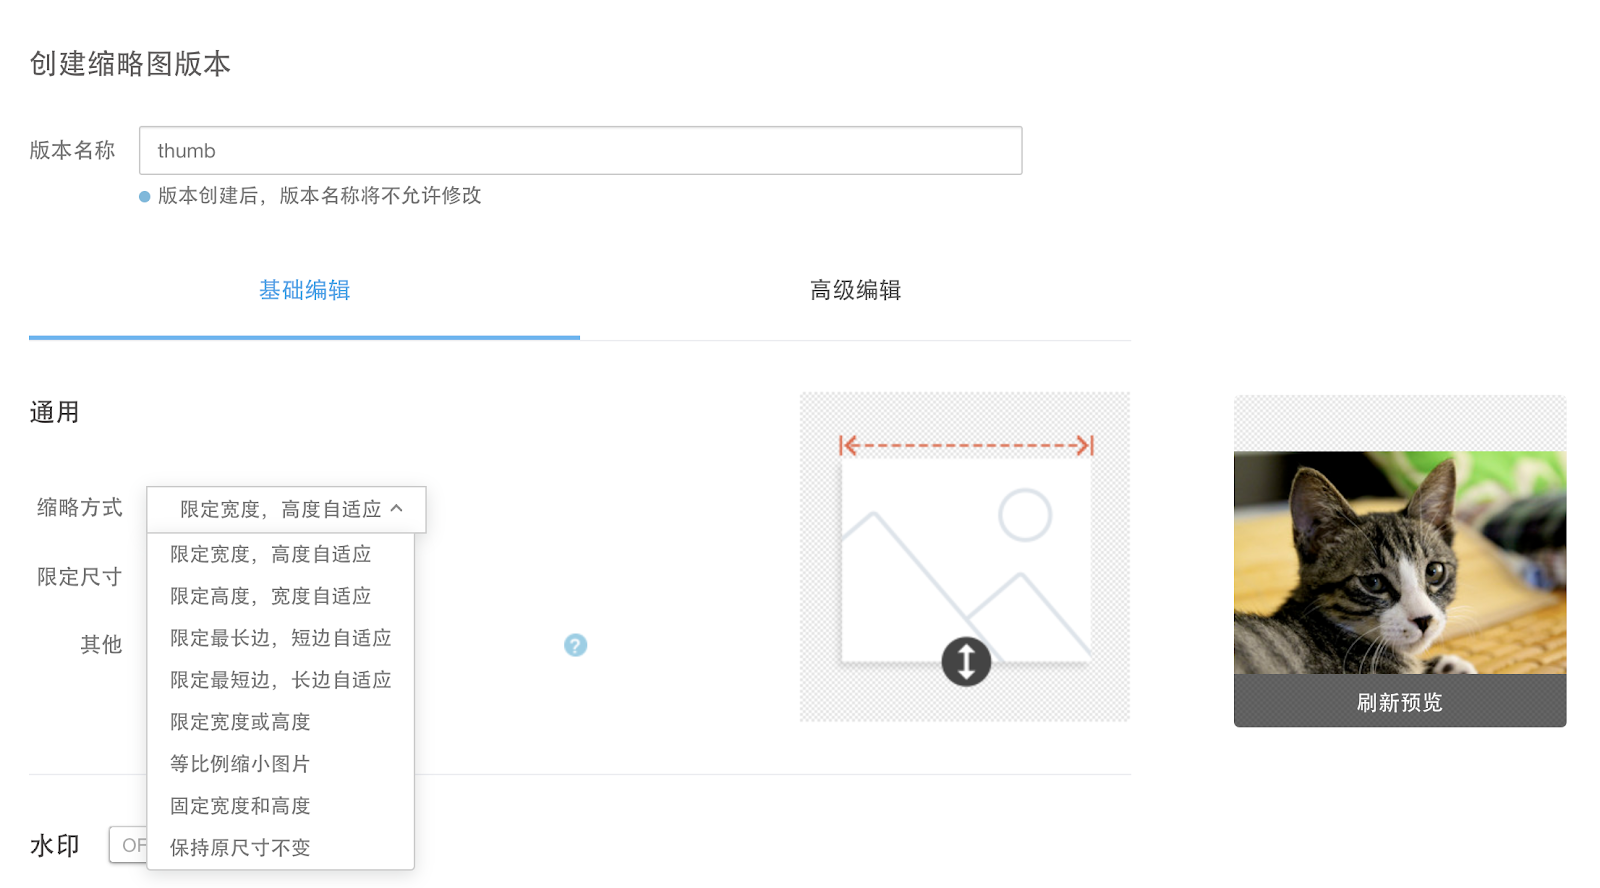 创建缩略图版本
版本名称
thumb
版本创建后，版本名称将不允许修改
基础编辑
高级编辑
通用
缩略方式
限定宽度，高度自适应
限定宽度，高度自适应
限定高度，宽度自适应
限定尺寸
限定最长边，短边自适应
其他
?
限定最短边，长边自适应
限定宽度或高度
等比例缩小图片
固定宽度和高度
保持原尺寸不变
刷新预览
水印